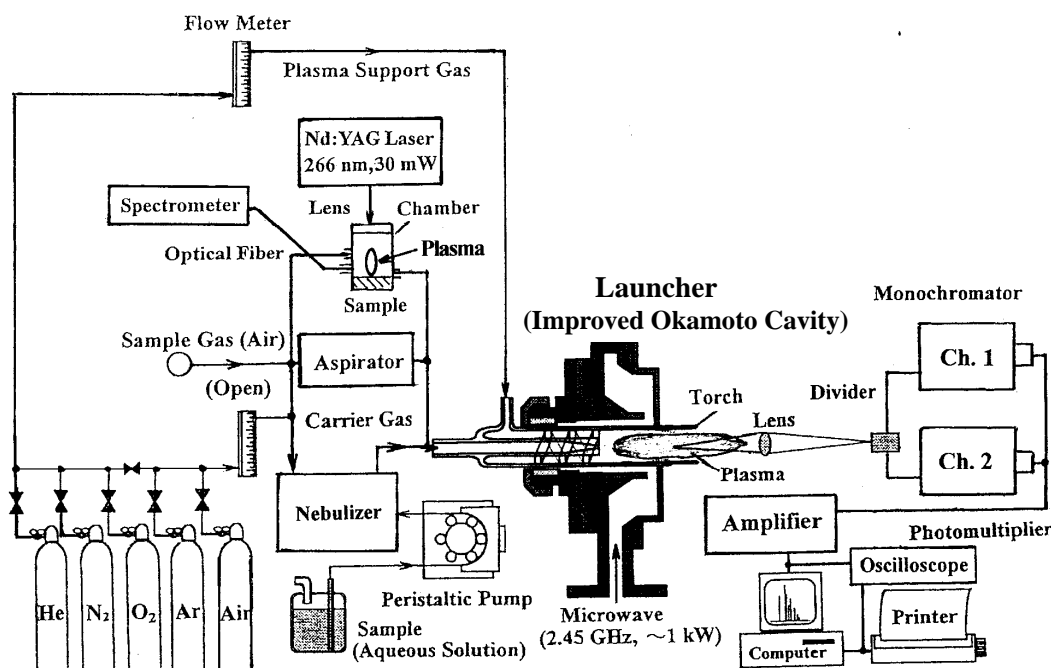 Flow Meter
Plasma Support Gas
Nd:YAG Laser
266 nm,30 mW
Spectrometer
Lens
Chamber
Optical Fiber
Plasma
Sample
Launcher
(Improved Okamoto Cavity)
Monochromator
Sample Gas (Air)
(Open)
Aspirator
Ch. 1
Carrier Gas
Torch
Divider
Lens
Plasma
Ch. 2
Nebulizer
Amplifier
Photomultiplier
Oscilloscope
He
N₂
O₂
Ar
Air
Peristaltic Pump
Sample
(Aqueous Solution)
Microwave
(2.45 GHz, ~1 kW)
Printer
Computer